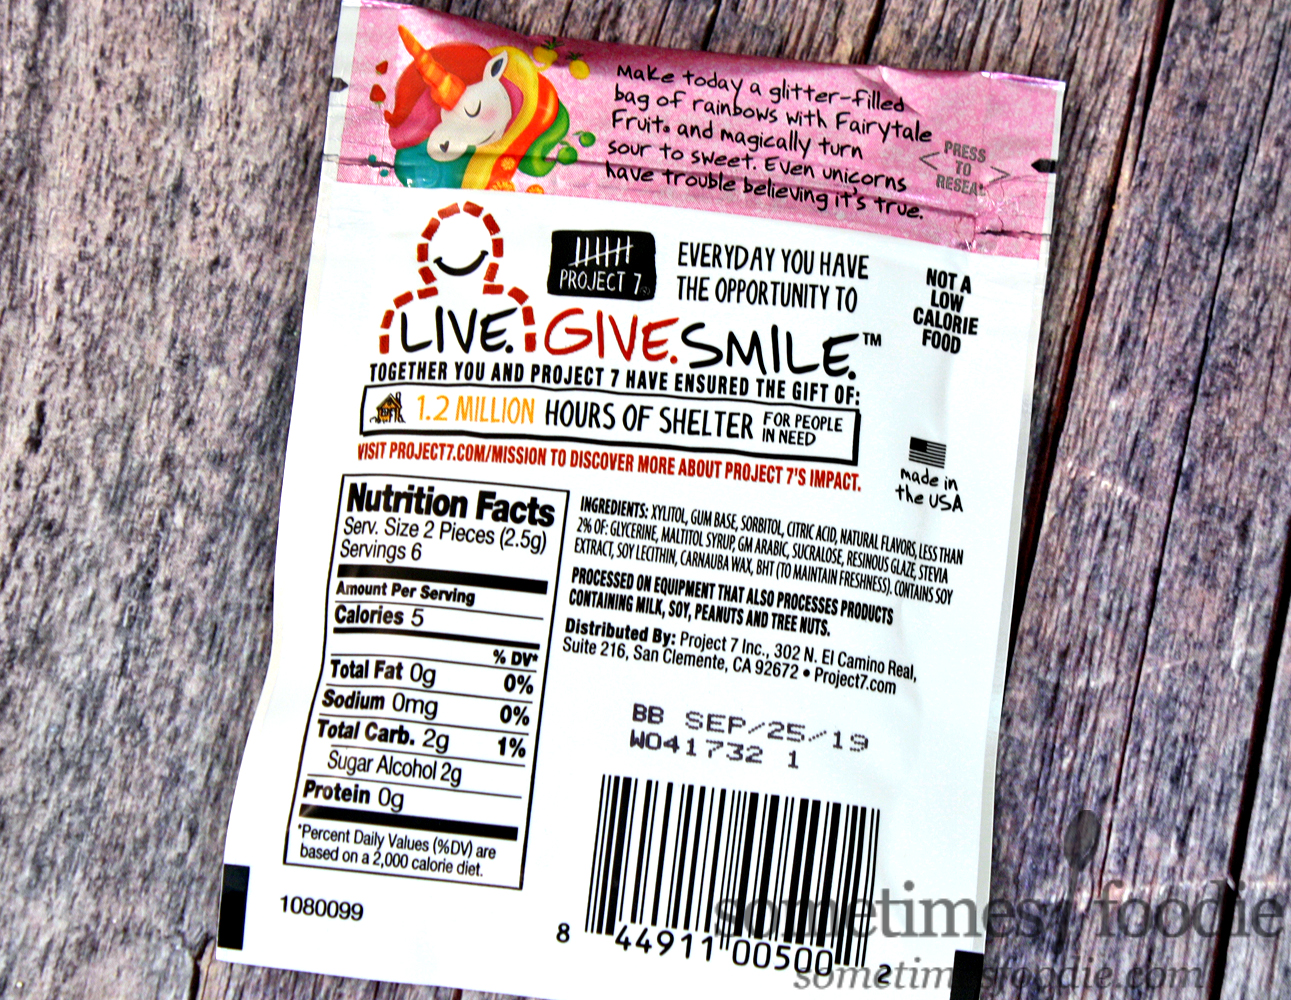 Make today a glitter-filled
bag of rainbows with Fairytale
Fruit. and magically turn
sour to sweet. Even unicorns
have trouble believing it's true.
PRESS
TO
RESEAL
PROJECT 7®
EVERYDAY YOU HAVE
THE OPPORTUNITY TO
NOT A
LOW
CALORIE
FOOD
LIVE. GIVE. SMILE.™
TOGETHER YOU AND PROJECT 7 HAVE ENSURED THE GIFT OF:
1.2 MILLION HOURS OF SHELTER FOR PEOPLE
IN NEED
VISIT PROJECT7.COM/MISSION TO DISCOVER MORE ABOUT PROJECT 7'S IMPACT.
made in
the USA
Nutrition Facts
Serv. Size 2 Pieces (2.5g)
Servings 6
Amount Per Serving
Calories 5
% DV*
Total Fat 0g 0%
Sodium 0mg 0%
Total Carb. 2g 1%
Sugar Alcohol 2g
Protein 0g
*Percent Daily Values (%DV) are
based on a 2,000 calorie diet.
INGREDIENTS: XYLITOL, GUM BASE, SORBITOL, CITRIC ACID, NATURAL FLAVORS, LESS THAN
2% OF: GLYCERINE, MALTITOL SYRUP, GM ARABIC, SUCRALOSE, RESINOUS GLAZE, STEVIA
EXTRACT, SOY LECITHIN, CARNAUBA WAX, BHT (TO MAINTAIN FRESHNESS). CONTAINS SOY
PROCESSED ON EQUIPMENT THAT ALSO PROCESSES PRODUCTS
CONTAINING MILK, SOY, PEANUTS AND TREE NUTS.
Distributed By: Project 7 Inc., 302 N. El Camino Real,
Suite 216, San Clemente, CA 92672 • Project7.com
BB SEP/25/19
W041732 1
1080099
8 44911 00500 2
sometimes foodie
sometimesfoodie.com